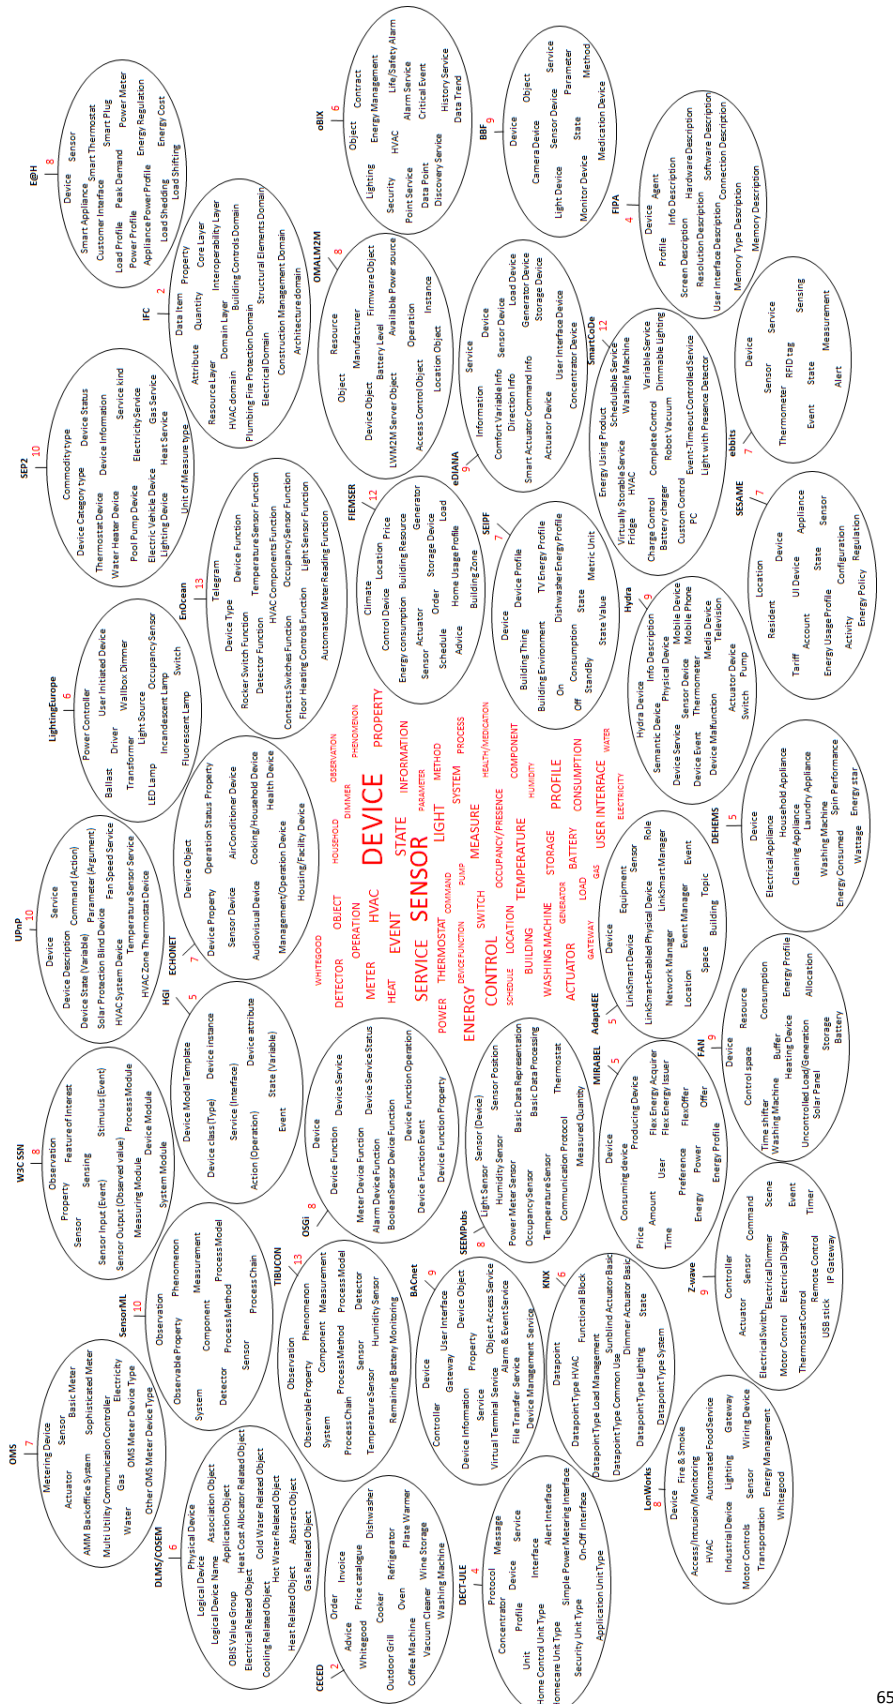 OMS
7
Metering Device
Sensor
Actuator Basic Meter
AMM Backoffice System Sophisticated Meter
Multi Utility Communication Controller
Gas Electricity
Water OMS Meter Device Type
Other OMS Meter Device Type
SensorML
10
Observation
Observable Property Phenomenon
System Component Measurement
Detector Process Method Process Model
Sensor Process Chain
W3C SSN
8
Observation
Property Feature of Interest
Sensor Sensing
Sensor Input (Event) Stimulus (Event)
Sensor Output (Observed value)
Measuring Module Process Module
Device Module
System Module
UPnP
10
Device Service
Device Description
Device State (Variable) Command (Action)
Solar Protection Blind Device Parameter (Argument)
HVAC System Device Fan Speed Service
Temperature Sensor Service
HVAC Zone Thermostat Device
LightingEurope
6
Power Controller
Ballast Driver User Initiated Device
Transformer Wallbox Dimmer
LED Lamp Light Source
Incandescent Lamp Occupancy Sensor
Fluorescent Lamp Switch
SEP2
10
Commodity type
Device Category type Device Status
Thermostat Device Device Information
Water Heater Device Service kind
Pool Pump Device Electricity Service
Electric Vehicle Device Gas Service
Lighting Device Heat Service
Unit of Measure type
E@H
8
Device Sensor
Smart Appliance Smart Thermostat
Customer Interface Smart Plug
Load Profile Peak Demand Power Meter
Power Profile
Appliance Power Profile Energy Regulation
Load Shedding Energy Cost
Load Shifting
DLMS/COSEM
6
Physical Device
Logical Device
Logical Device Name Association Object
OBIS Value Group Application Object
Electrical Related Object Heat Cost Allocator Related Object
Cooling Related Object Cold Water Related Object
Hot Water Related Object
Heat Related Object Abstract Object
Gas Related Object
TIBUCON
13
Observation
Observable Property Phenomenon
System Component Measurement
Process Chain Process Method Process Model
Sensor Detector
Temperature Sensor Humidity Sensor
Remaining Battery Monitoring
OSGi
8
Device
Device Function Device Service
Meter Device Function Device Service Status
Alarm Device Function
Boolean Sensor Device Function
Device Function Event Device Function Operation
Device Function Property
HGI
5
Device Model Template
Device class (Type) Device instance
Service (Interface)
Action (Operation) Device attribute
Event State (Variable)
ECHONET
7
Device Object
Device Property Operation Status Property
Sensor Device Air Conditioner Device
Audiovisual Device Cooking/Household Device
Management/Operation Device Health Device
Housing/Facility Device
EnOcean
13
Telegram
Device Type Device Function
Rocker Switch Function Temperature Sensor Function
Detector Function HVAC Components Function
Contacts Switches Function Occupancy Sensor Function
Floor Heating Controls Function Light Sensor Function
Automated Meter Reading Function
IFC
2
Data Item
Attribute Property
Resource Layer Quantity Core Layer
HVAC domain Domain Layer Interoperability Layer
Plumbing Fire Protection Domain Building Controls Domain
Electrical Domain Structural Elements Domain
Construction Management Domain
Architecture domain
OMALM2M
8
Resource
Object Manufacturer
Device Object Battery Level Firmware Object
LWM2M Server Object Available Power source
Access Control Object Operation
Location Object Instance
oBIX
6
Object Contract
Lighting Energy Management
Security HVAC Life/Safety Alarm
Point Service Alarm Service
Data Point Critical Event
Discovery Service History Service
Data Trend
CECED
2
Order
Advice Invoice
Whitegood Price catalogue
Outdoor Grill Cooker Dishwasher
Coffee Machine Oven Refrigerator
Vacuum Cleaner Wine Storage Plate Warmer
Washing Machine
BACnet
9
Device
Controller User Interface
Gateway
Device Information Property Device Object
Service
Virtual Terminal Service Object Access Service
File Transfer Service Alarm & Event Service
Device Management Service
SEEMPubs
8
Light Sensor Sensor (Device)
Humidity Sensor Sensor Position
Power Meter Sensor
Occupancy Sensor Basic Data Representation
Temperature Sensor Basic Data Processing
Communication Protocol Thermostat
Measured Quantity
WHITEGOOD HOUSEHOLD OBSERVATION
DETECTOR OBJECT DIMMER PHENOMENON
OPERATION
METER HVAC DEVICE PROPERTY
HEAT EVENT STATE INFORMATION
SERVICE SENSOR PARAMETER
POWER THERMOSTAT LIGHT METHOD
COMMAND SYSTEM PROCESS
ENERGY DEVICE FUNCTION PUMP
CONTROL SWITCH MEASURE HEALTH/MEDICATION
SCHEDULE LOCATION OCCUPANCY/PRESENCE COMPONENT
BUILDING TEMPERATURE HUMIDITY
WASHING MACHINE STORAGE PROFILE
ACTUATOR GENERATOR LOAD BATTERY CONSUMPTION
GATEWAY GAS USER INTERFACE WATER
ELECTRICITY
FIEMSER
12
Climate
Control Device Location Price
Energy consumption Building Resource
Sensor Actuator Generator
Schedule Order Storage Device
Advice Home Usage Profile Load
Building Zone
eDIANA
9
Service
Information Device
Comfort Variable Info Sensor Device
Direction Info Load Device
Smart Actuator Command Info Generator Device
Actuator Device Storage Device
User Interface Device
Concentrator Device
BBF
9
Device Object
Camera Device
Light Device Sensor Device Service
Monitor Device State Parameter
Method
Medication Device
DECT-ULE
4
Protocol Message
Concentrator Device Service
Unit Profile
Interface Alert Interface
Home Control Unit Type
Homecare Unit Type Simple Power Metering Interface
Security Unit Type On-Off Interface
Application Unit Type
KNX
6
Datapoint
Datapoint Type HVAC Functional Block
Datapoint Type Load Management
Datapoint Type Common Use Sunblind Actuator Basic
Dimmer Actuator Basic
Datapoint Type Lighting State
Datapoint Type System
MIRABEL
5
Device
Consuming device Producing Device
Price Amount User Flex Energy Acquirer
Time Preference Flex Energy Issuer
Energy FlexOffer
Power Offer
Energy Profile
Adapt4EE
5
Device
LinkSmart Device Equipment Sensor
LinkSmart-Enabled Physical Device Role
Network Manager LinkSmart Manager
Location Event Manager Event
Space Building Topic
SEIPF
7
Device
Building Thing Device Profile
Building Environment TV Energy Profile
On Dishwasher Energy Profile
Off Consumption State Metric Unit
StandBy State Value
SmartCoDe
12
Energy Using Product
Virtually Storable Service Schedulable Service
Fridge HVAC Washing Machine
Charge Control Variable Service
Battery charger Complete Control Dimmable Lighting
Custom Control Robot Vacuum
PC Event-Timeout Controlled Service
Light with Presence Detector
FIPA
4
Device Agent
Profile Info Description
Screen Description Hardware Description
Resolution Description Software Description
User Interface Description Connection Description
Memory Type Description
Memory Description
LonWorks
8
Device Fire & Smoke
Access/Intrusion/Monitoring
HVAC Automated Food Service
Industrial Device Lighting Gateway
Motor Controls Sensor Wiring Device
Transportation Energy Management
Whitegood
Z-wave
9
Controller
Actuator Sensor Command
Electrical Switch Electrical Dimmer Scene
Motor Control Electrical Display Event
Thermostat Control Remote Control Timer
USB stick IP Gateway
FAN
9
Device Resource
Control space Consumption
Time shifter Buffer
Washing Machine Heating Device Energy Profile
Uncontrolled Load/Generation Allocation
Solar Panel Storage
Battery
DEHEMS
5
Electrical Appliance
Cleaning Appliance Household Appliance
Laundry Appliance
Washing Machine
Energy Consumed Spin Performance
Wattage Energy star
Hydra
9
Hydra Device
Semantic Device Info Description
Device Service Physical Device
Device Event Sensor Device Mobile Device
Thermometer Mobile Phone
Device Malfunction Media Device
Television
Actuator Device
Switch Pump
SESAME
7
Resident Location
Tariff Device
Account UI Device Appliance
Energy Usage Profile State Sensor
Activity Configuration
Energy Policy Regulation
ebbits
7
Device
Sensor Service
Thermometer RFID tag Sensing
Event State
Alert Measurement
65